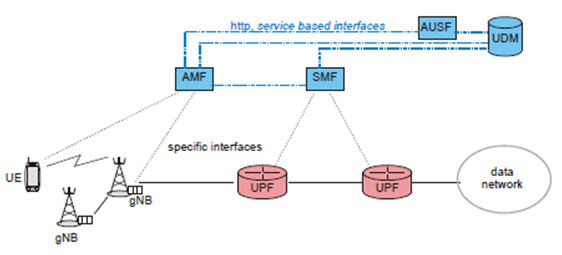 http, service based interfaces
AUSF
UDM
AMF
SMF
specific interfaces
UE
gNB
gNB
UPF
UPF
data
network